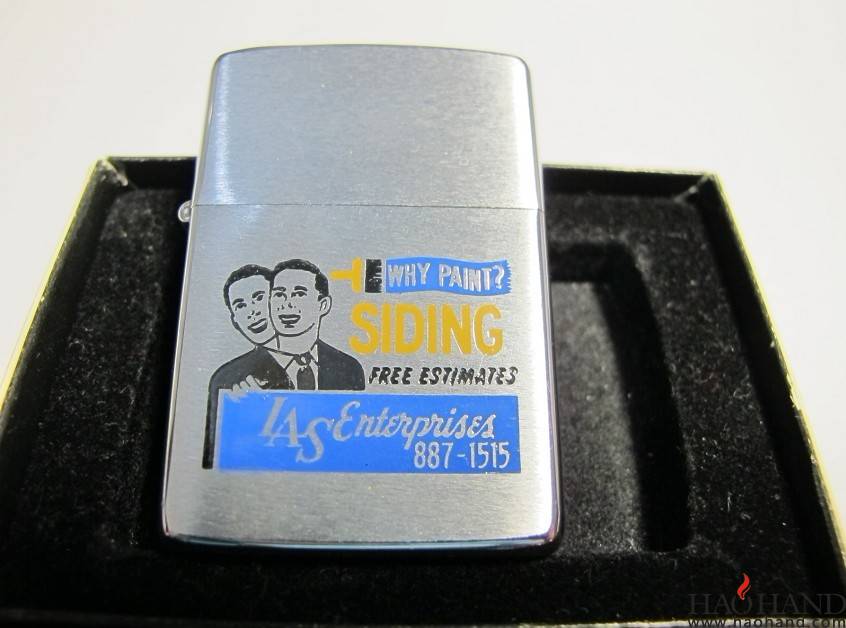 WHY PAINT?
SIDING
FREE ESTIMATES
IAS Enterprises
887-1515
HAOHAND
www.haohand.com